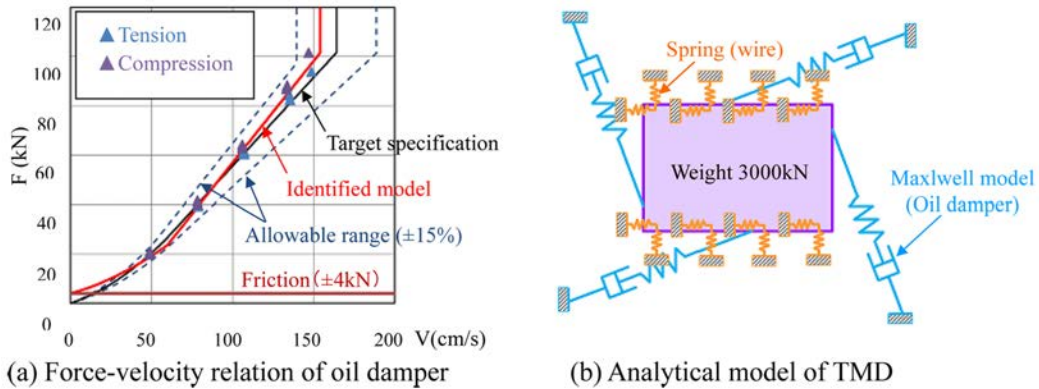 F (kN)
120
100
80
60
40
20
0
Tension
Compression
Target specification
Identified model
Allowable range (±15%)
Friction(±4kN)
0 50 100 150 200 V(cm/s)
(a) Force-velocity relation of oil damper
Spring (wire)
Weight 3000kN
Maxlwell model
(Oil damper)
(b) Analytical model of TMD